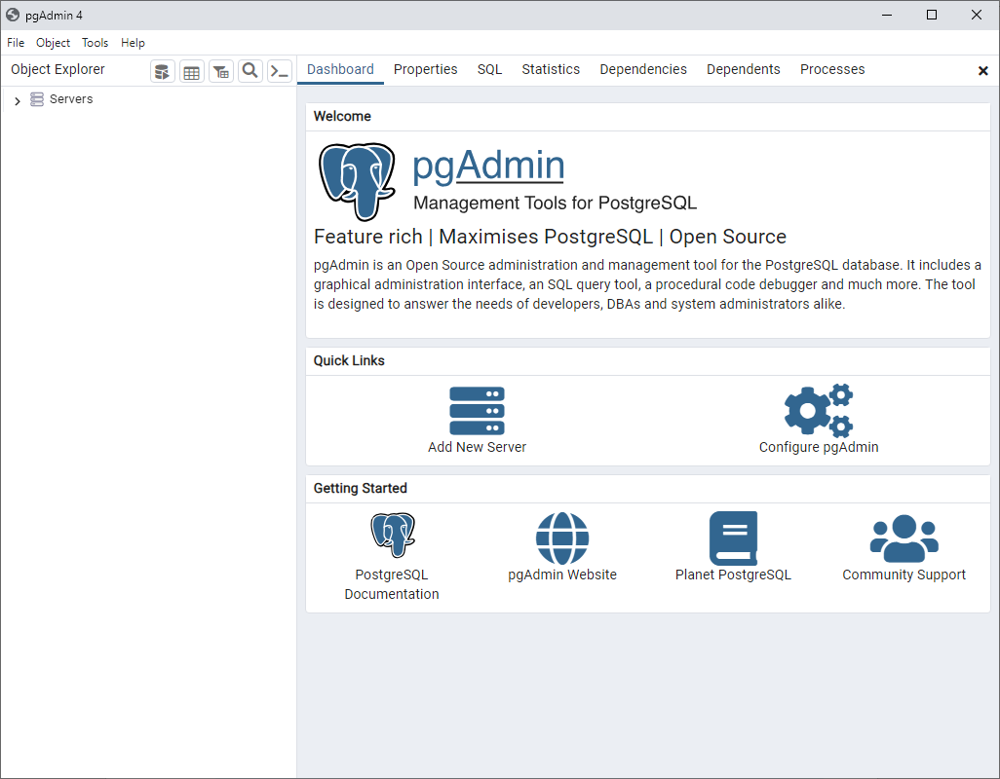 pgAdmin 4
File Object Tools Help
Object Explorer
Dashboard Properties SQL Statistics Dependencies Dependents Processes
Servers
Welcome
pgAdmin
Management Tools for PostgreSQL
Feature rich | Maximises PostgreSQL | Open Source
pgAdmin is an Open Source administration and management tool for the PostgreSQL database. It includes a
graphical administration interface, an SQL query tool, a procedural code debugger and much more. The tool
is designed to answer the needs of developers, DBAs and system administrators alike.
Quick Links
Add New Server
Configure pgAdmin
Getting Started
PostgreSQL
Documentation
pgAdmin Website
Planet PostgreSQL
Community Support